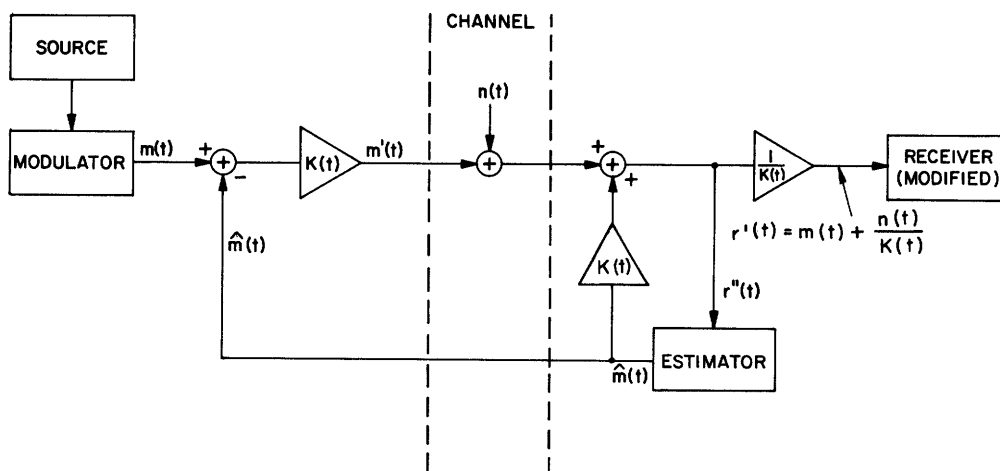 CHANNEL
SOURCE
n(t)
MODULATOR
m(t)
+
-
+
K(t)
m'(t)
+
+
+
+
1/K(t)
RECEIVER
(MODIFIED)
r'(t) = m(t) + n(t)/K(t)
m̂(t)
K(t)
r''(t)
m̂(t)
ESTIMATOR